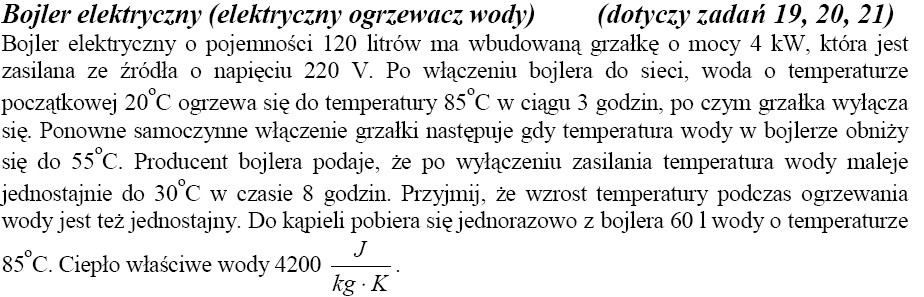 Bojler elektryczny (elektryczny ogrzewacz wody) (dotyczy zadań 19, 20, 21)
Bojler elektryczny o pojemności 120 litrów ma wbudowaną grzałkę o mocy 4 kW, która jest
zasilana ze źródła o napięciu 220 V. Po włączeniu bojlera do sieci, woda o temperaturze
początkowej 20°C ogrzewa się do temperatury 85°C w ciągu 3 godzin, po czym grzałka wyłącza
się. Ponowne samoczynne włączenie grzałki następuje gdy temperatura wody w bojlerze obniży
się do 55°C. Producent bojlera podaje, że po wyłączeniu zasilania temperatura wody maleje
jednostajnie do 30°C w czasie 8 godzin. Przyjmij, że wzrost temperatury podczas ogrzewania
wody jest też jednostajny. Do kąpieli pobiera się jednorazowo z bojlera 60 l wody o temperaturze
85°C. Ciepło właściwe wody 4200 J / kg · K .